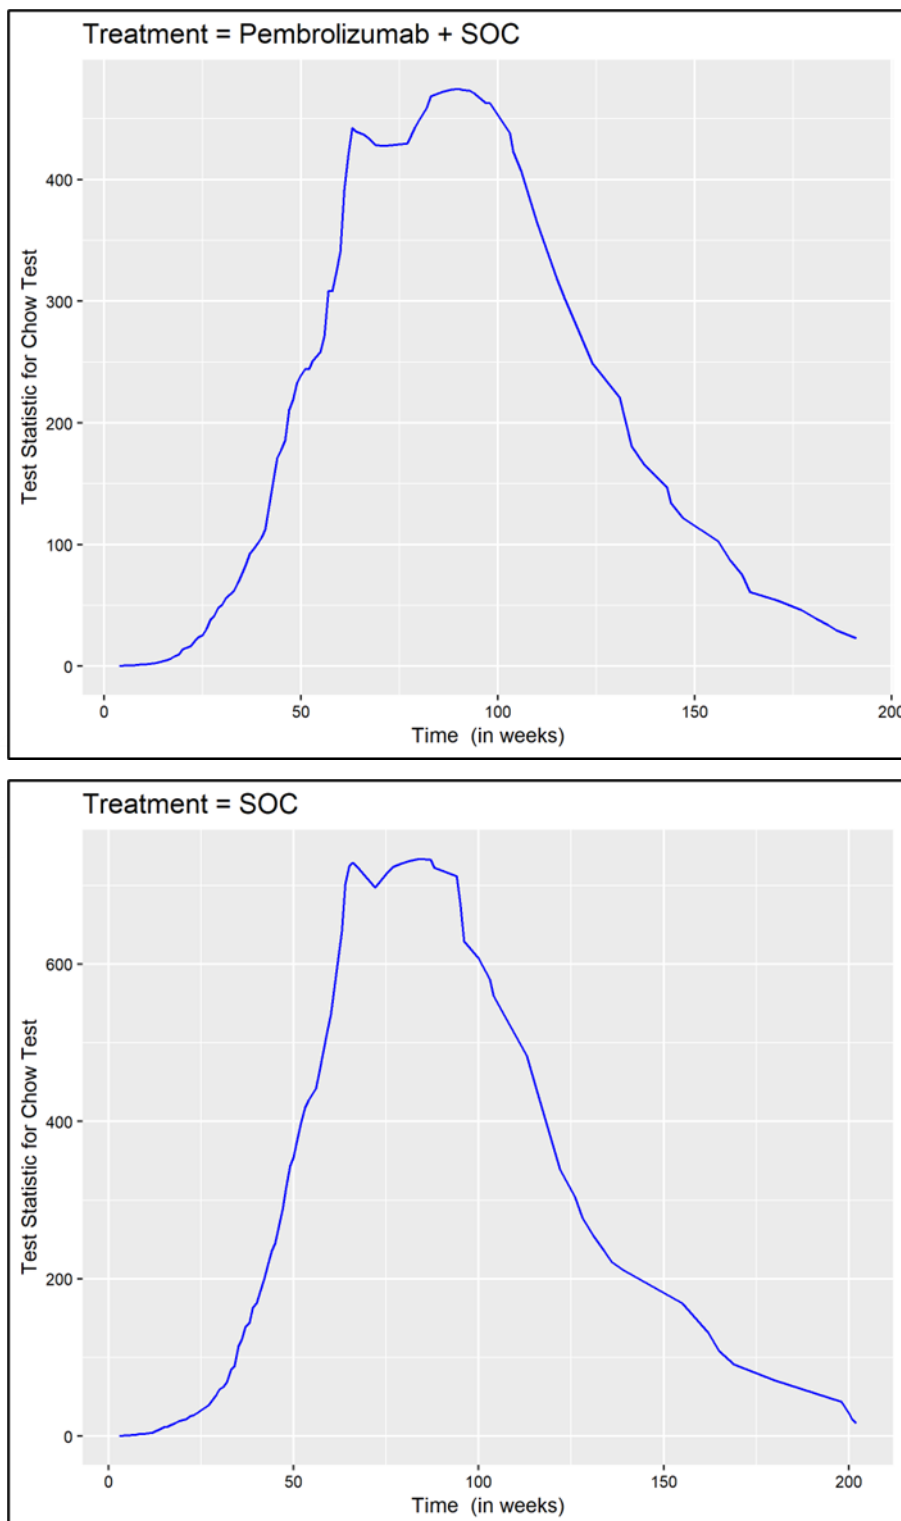 Treatment = Pembrolizumab + SOC
Test Statistic for Chow Test
400
300
200
100
0
0 50 100 150 200
Time (in weeks)
Treatment = SOC
Test Statistic for Chow Test
600
400
200
0
0 50 100 150 200
Time (in weeks)